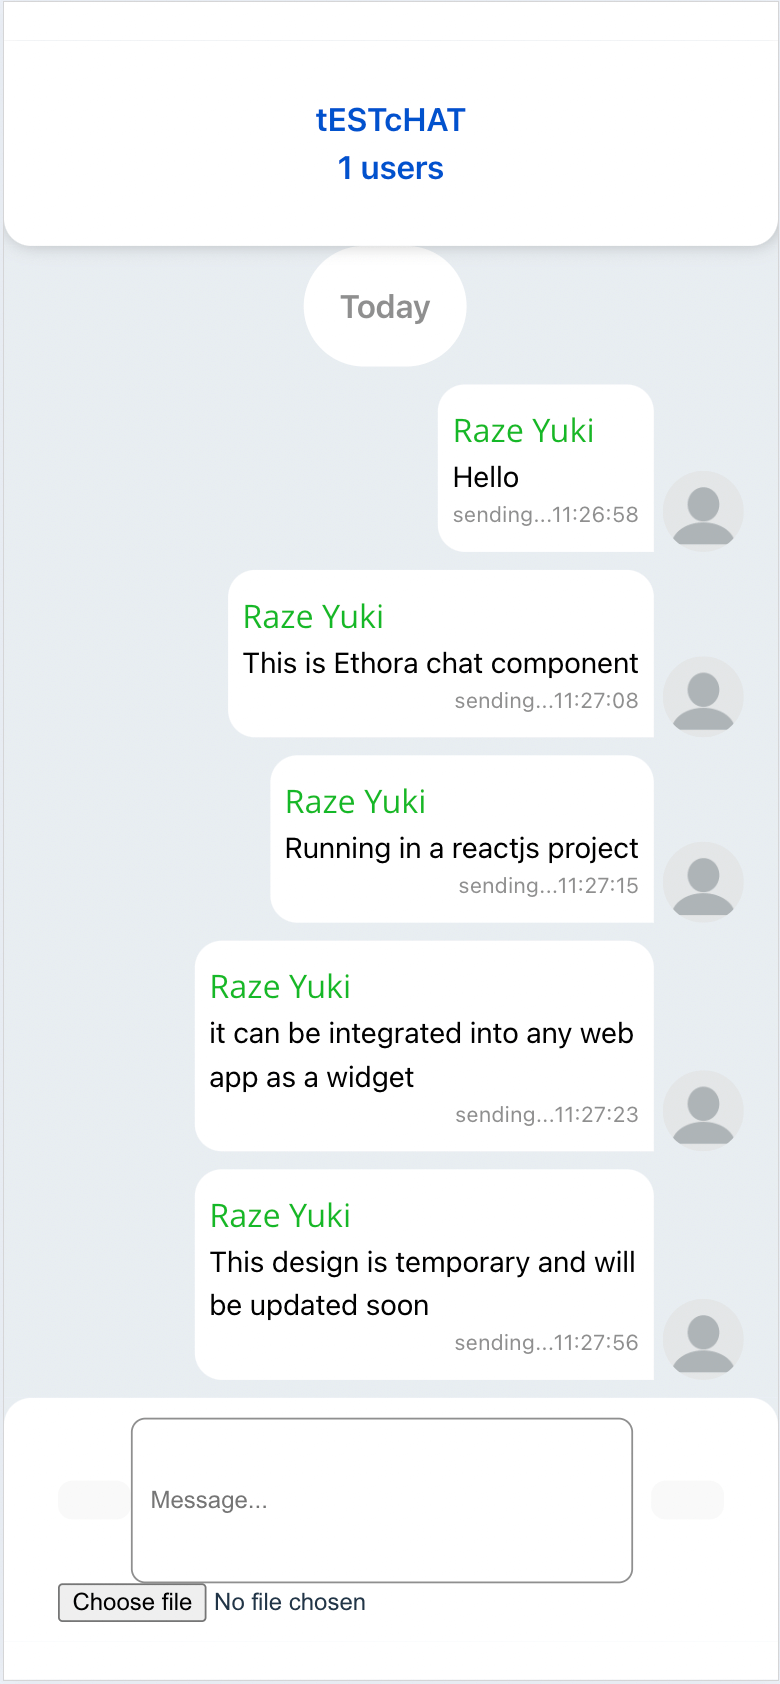 tESTcHAT
1 users
Today
Raze Yuki
Hello
sending...11:26:58
Raze Yuki
This is Ethora chat component
sending...11:27:08
Raze Yuki
Running in a reactjs project
sending...11:27:15
Raze Yuki
it can be integrated into any web
app as a widget
sending...11:27:23
Raze Yuki
This design is temporary and will
be updated soon
sending...11:27:56
Message...
Choose file No file chosen